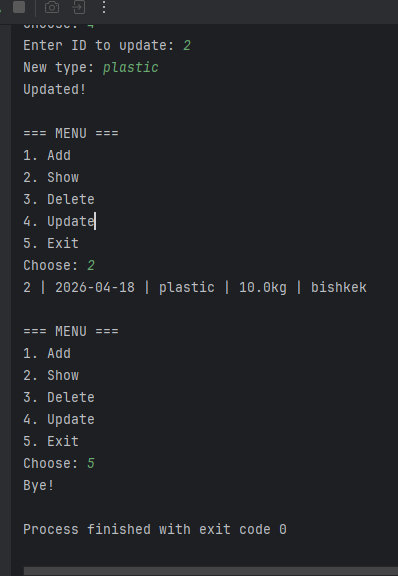 Choose: 4
Enter ID to update: 2
New type: plastic
Updated!
=== MENU ===
1. Add
2. Show
3. Delete
4. Update
5. Exit
Choose: 2
2 | 2026-04-18 | plastic | 10.0kg | bishkek
=== MENU ===
1. Add
2. Show
3. Delete
4. Update
5. Exit
Choose: 5
Bye!
Process finished with exit code 0